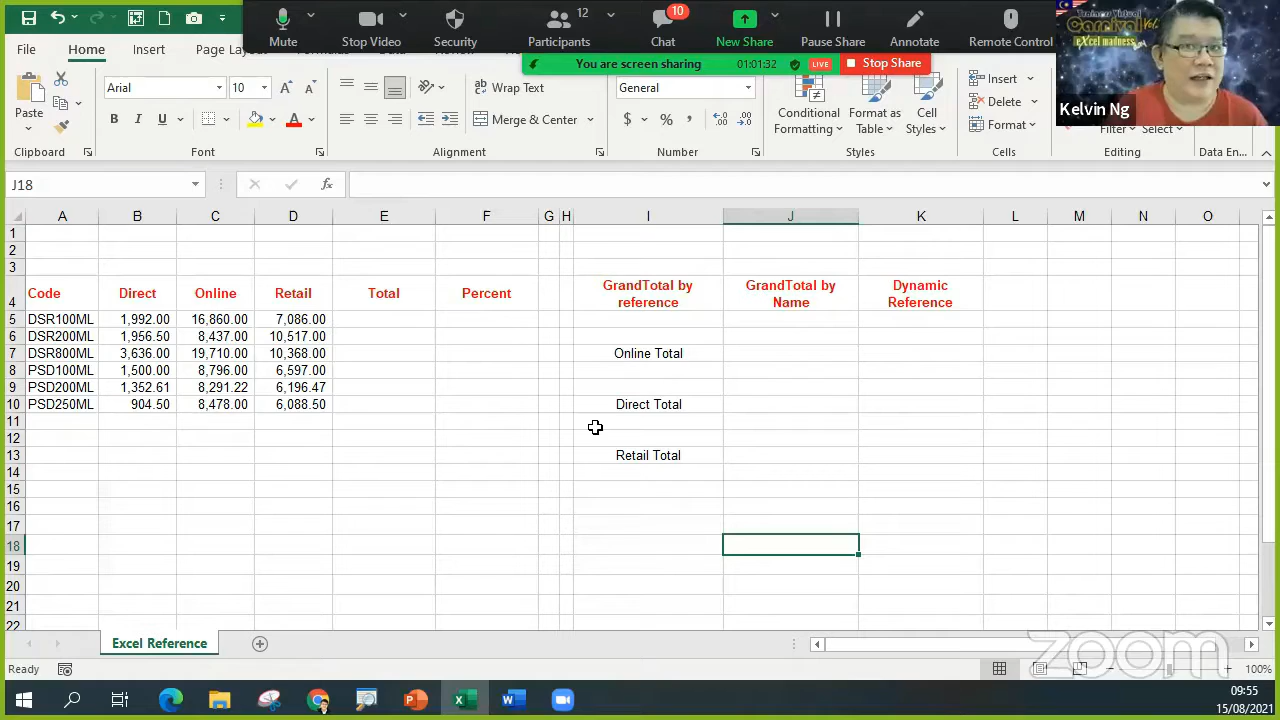 Mute
Stop Video
Security
12
Participants
10
Chat
New Share
Pause Share
Annotate
Remote Control
You are screen sharing
01:01:32
LIVE
Stop Share
Trainers Virtual
Carnival Vol.
eXcel madness
Kelvin Ng
File Home Insert Page Layout
Paste
Clipboard
Arial 10
B I U
Font
Wrap Text
Merge & Center
Alignment
General
$ % ,
Number
Conditional Formatting
Format as Table
Cell Styles
Styles
Insert
Delete
Format
Cells
Filter Select
Editing
Data En...
J18
fx
A B C D E F G H I J K L M N O
1
2
3
4 Code Direct Online Retail Total Percent GrandTotal by reference GrandTotal by Name Dynamic Reference
5 DSR100ML 1,992.00 16,860.00 7,086.00
6 DSR200ML 1,956.50 8,437.00 10,517.00
7 DSR800ML 3,636.00 19,710.00 10,368.00 Online Total
8 PSD100ML 1,500.00 8,796.00 6,597.00
9 PSD200ML 1,352.61 8,291.22 6,196.47
10 PSD250ML 904.50 8,478.00 6,088.50 Direct Total
11
12
13 Retail Total
14
15
16
17
18
19
20
21
22
Excel Reference
zoom
Ready
100%
09:55
15/08/2021